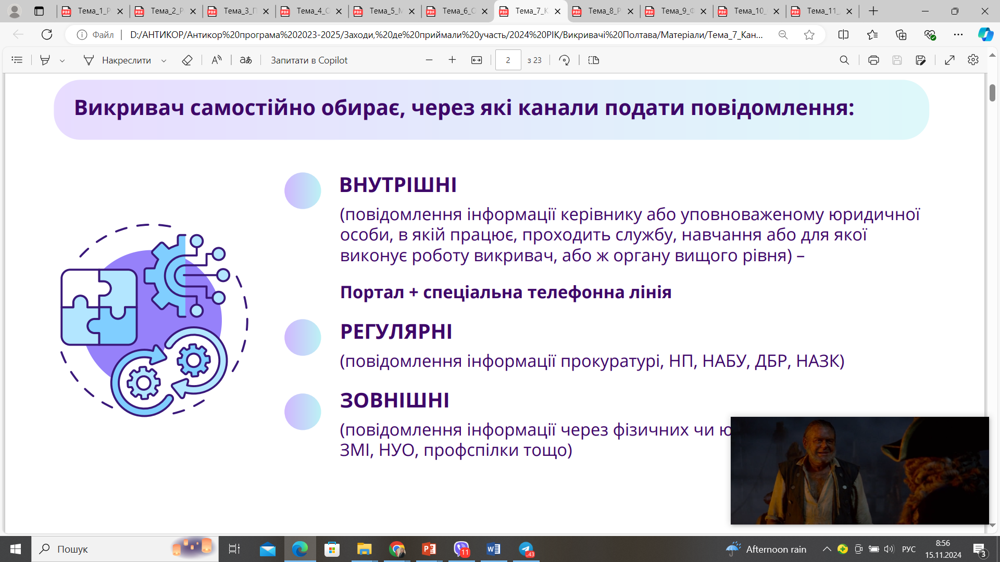 Тема_1_Р
Тема_2_Р
Тема_3_П
Тема_4_С
Тема_5_М
Тема_6_С
Тема_7_К
Тема_8_Р
Тема_9_Ф
Тема_10_
Тема_11_
Файл
D:/АНТИКОР/Антикор%20програма%202023-2025/Заходи,%20де%20приймали%20участь/2024%20РІК/Викривачі%20Полтава/Матеріали/Тема_7_Кан...
Накреслити
Запитати в Copilot
2
з 23
Викривач самостійно обирає, через які канали подати повідомлення:
ВНУТРІШНІ
(повідомлення інформації керівнику або уповноваженому юридичної
особи, в якій працює, проходить службу, навчання або для якої
виконує роботу викривач, або ж органу вищого рівня) –
Портал + спеціальна телефонна лінія
РЕГУЛЯРНІ
(повідомлення інформації прокуратурі, НП, НАБУ, ДБР, НАЗК)
ЗОВНІШНІ
(повідомлення інформації через фізичних чи ю
ЗМІ, НУО, профспілки тощо)
Пошук
11
..43
Afternoon rain
РУС
8:56
15.11.2024
3